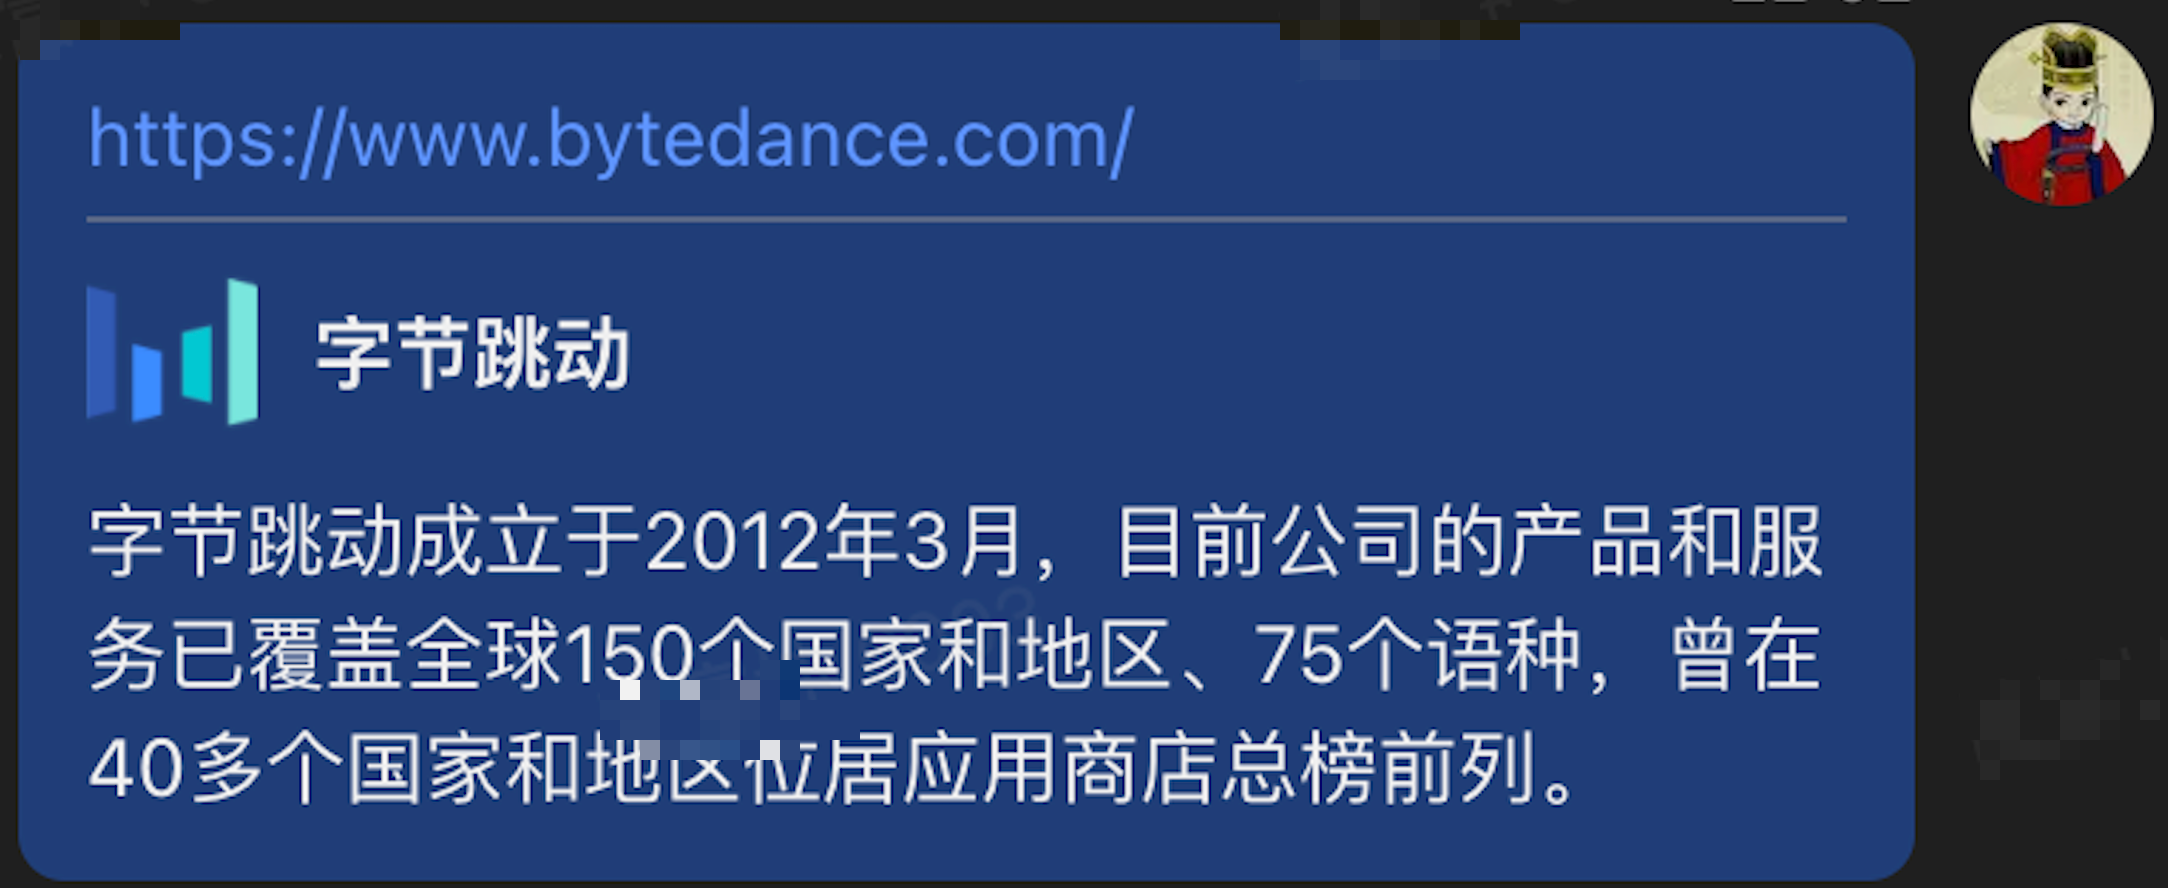 https://www.bytedance.com/
字节跳动
字节跳动成立于2012年3月，目前公司的产品和服
务已覆盖全球150个国家和地区、75个语种，曾在
40多个国家和地区位居应用商店总榜前列。